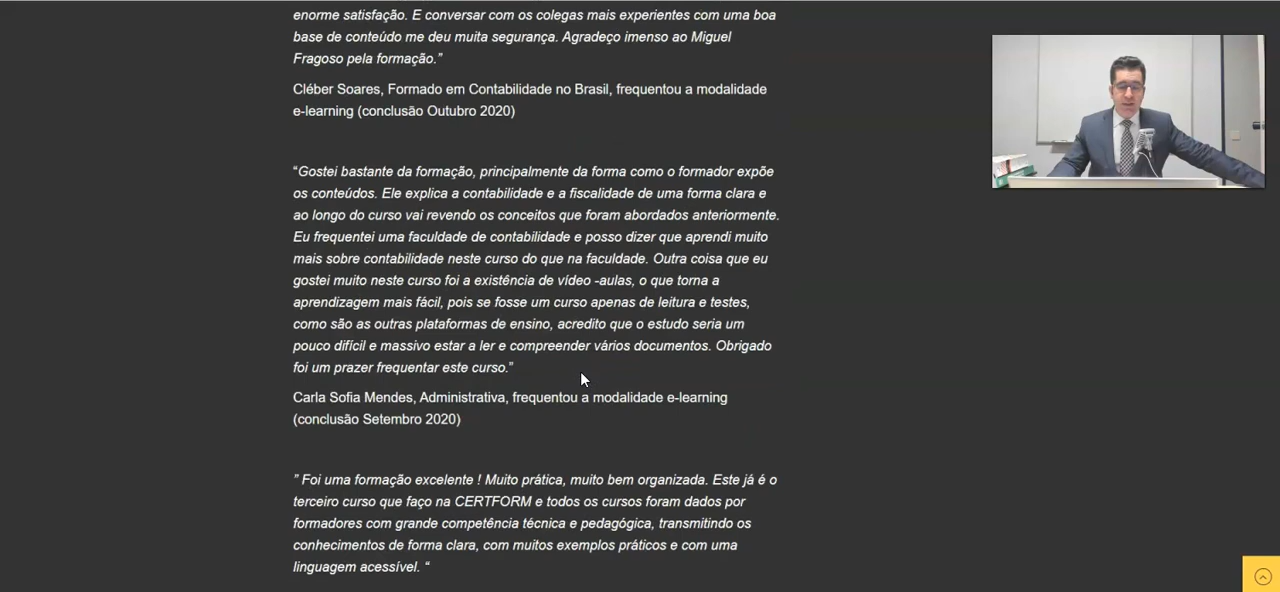 enorme satisfação. E conversar com os colegas mais experientes com uma boa
base de conteúdo me deu muita segurança. Agradeço imenso ao Miguel
Fragoso pela formação.”
Cléber Soares, Formado em Contabilidade no Brasil, frequentou a modalidade
e-learning (conclusão Outubro 2020)
“Gostei bastante da formação, principalmente da forma como o formador expõe
os conteúdos. Ele explica a contabilidade e a fiscalidade de uma forma clara e
ao longo do curso vai revendo os conceitos que foram abordados anteriormente.
Eu frequentei uma faculdade de contabilidade e posso dizer que aprendi muito
mais sobre contabilidade neste curso do que na faculdade. Outra coisa que eu
gostei muito neste curso foi a existência de vídeo -aulas, o que torna a
aprendizagem mais fácil, pois se fosse um curso apenas de leitura e testes,
como são as outras plataformas de ensino, acredito que o estudo seria um
pouco difícil e massivo estar a ler e compreender vários documentos. Obrigado
foi um prazer frequentar este curso.”
Carla Sofia Mendes, Administrativa, frequentou a modalidade e-learning
(conclusão Setembro 2020)
” Foi uma formação excelente ! Muito prática, muito bem organizada. Este já é o
terceiro curso que faço na CERTFORM e todos os cursos foram dados por
formadores com grande competência técnica e pedagógica, transmitindo os
conhecimentos de forma clara, com muitos exemplos práticos e com uma
linguagem acessível. “